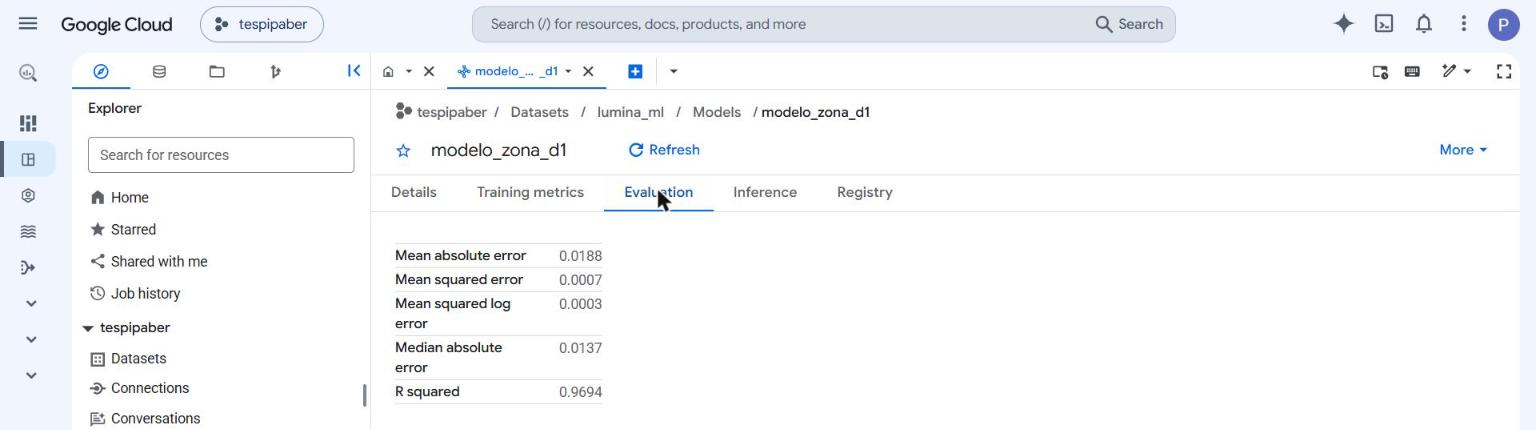 Google Cloud
tespipaber
Search (/) for resources, docs, products, and more
Search
P
modelo_... _d1
Explorer
Search for resources
Home
Starred
Shared with me
Job history
tespipaber
Datasets
Connections
Conversations
tespipaber / Datasets / lumina_ml / Models / modelo_zona_d1
modelo_zona_d1
Refresh
More
Details Training metrics Evaluation Inference Registry
Mean absolute error 0.0188
Mean squared error 0.0007
Mean squared log 0.0003
error
Median absolute 0.0137
error
R squared 0.9694